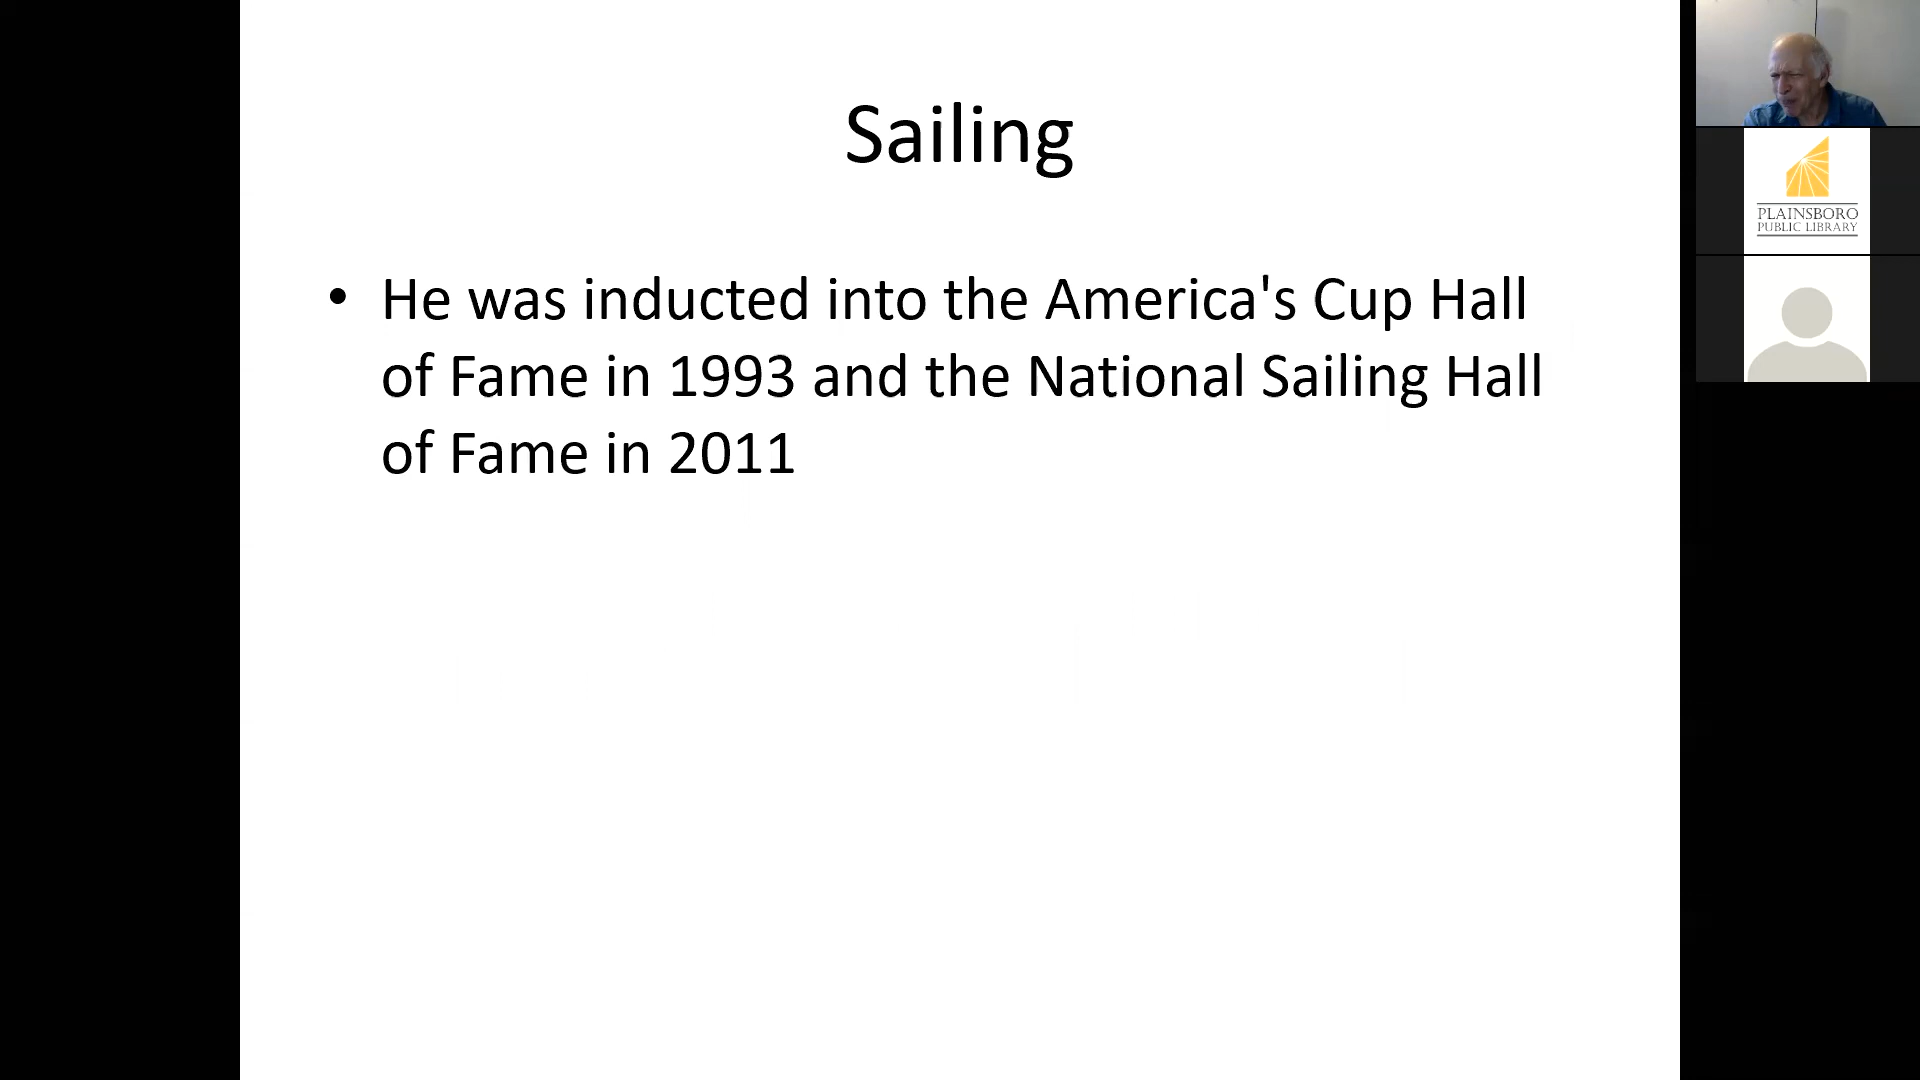 Sailing
• He was inducted into the America's Cup Hall
of Fame in 1993 and the National Sailing Hall
of Fame in 2011
PLAINSBORO
PUBLIC LIBRARY